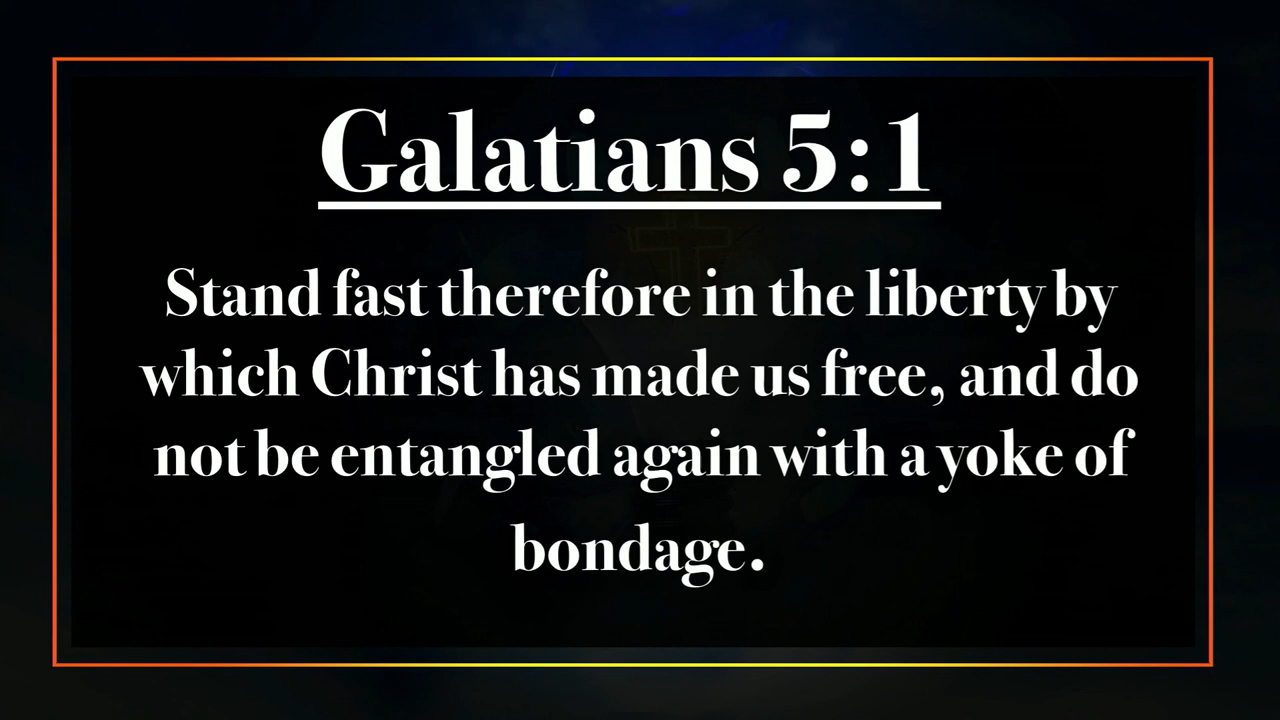 Galatians 5:1
Stand fast therefore in the liberty by
which Christ has made us free, and do
not be entangled again with a yoke of
bondage.